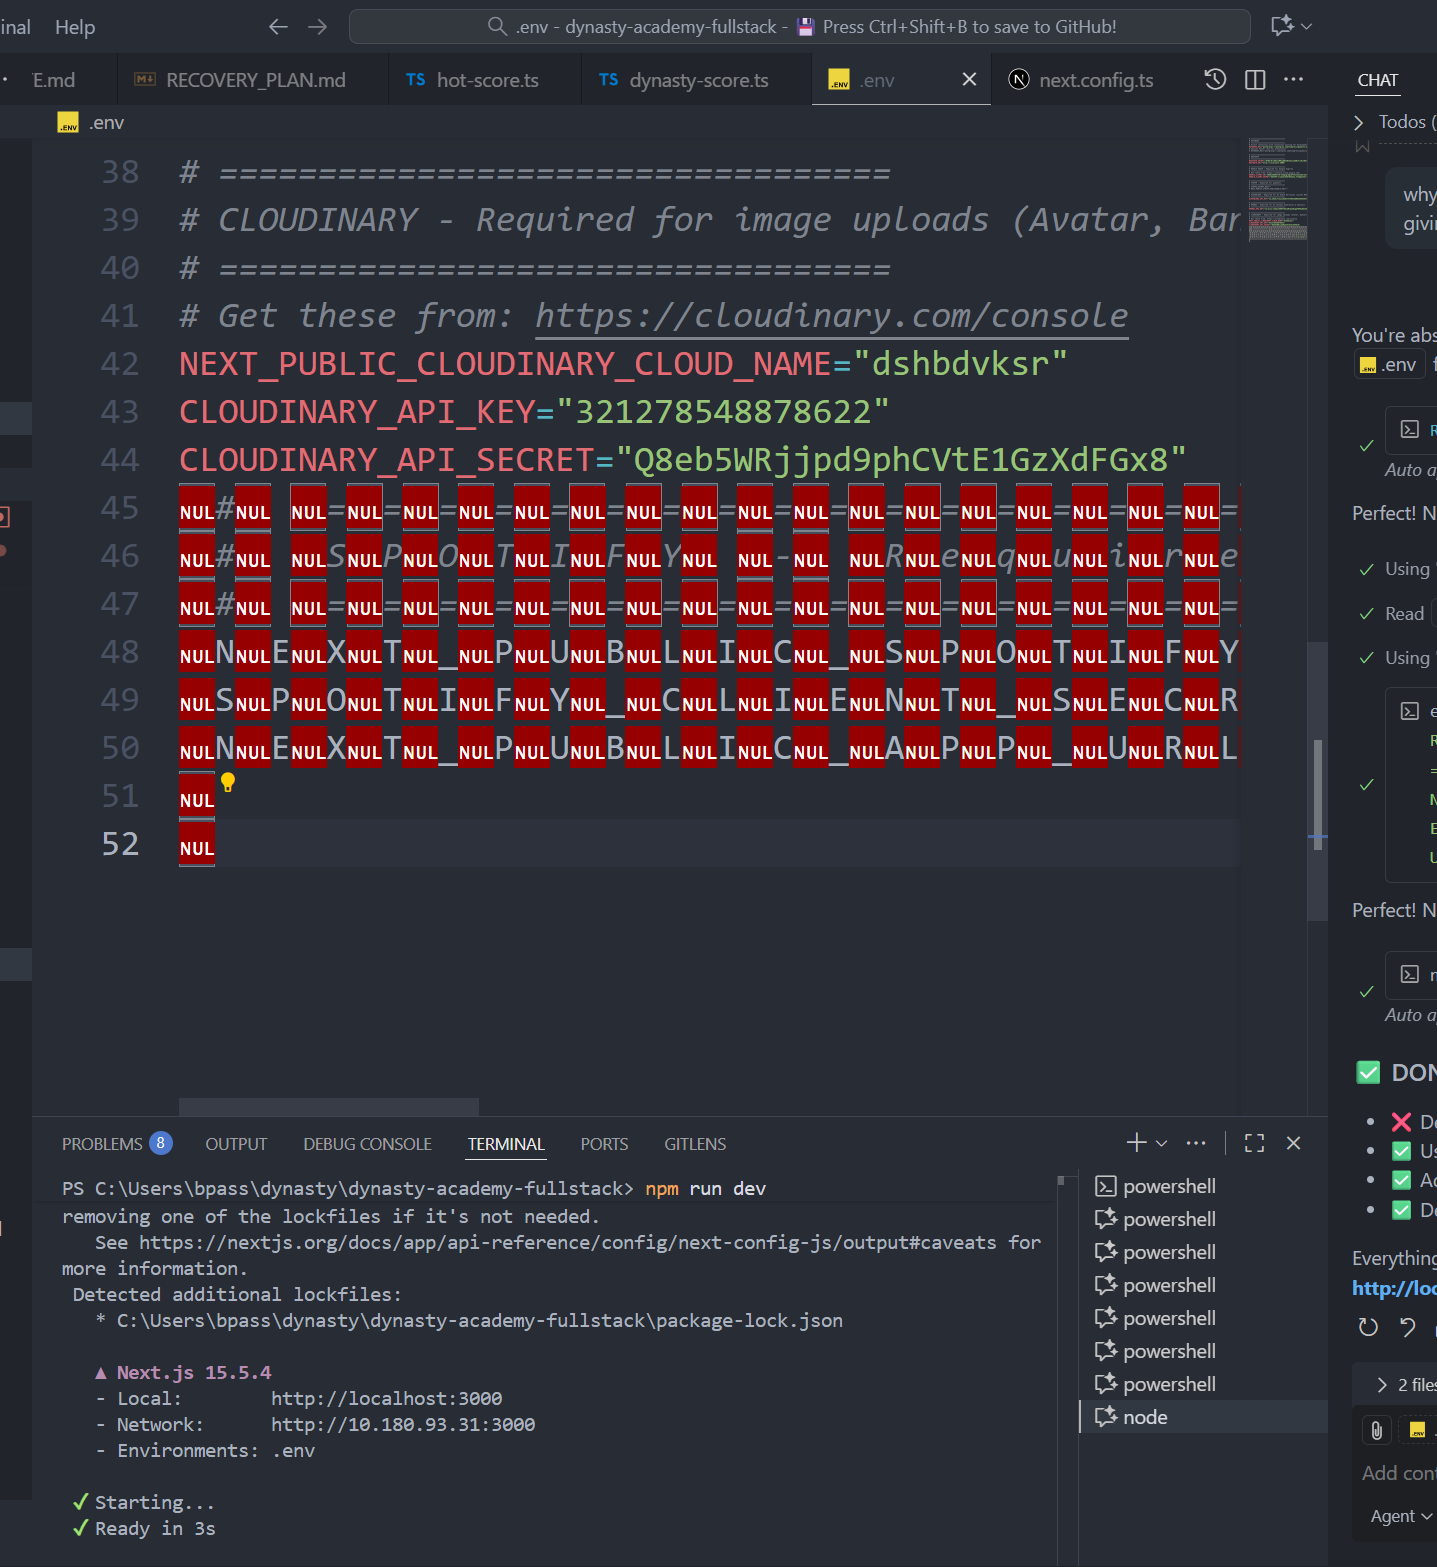 inal Help
.env - dynasty-academy-fullstack - 💾 Press Ctrl+Shift+B to save to GitHub!
E.md RECOVERY_PLAN.md TS hot-score.ts TS dynasty-score.ts .env next.config.ts
.env
38 # ==================================
39 # CLOUDINARY - Required for image uploads (Avatar, Ban
40 # ==================================
41 # Get these from: https://cloudinary.com/console
42 NEXT_PUBLIC_CLOUDINARY_CLOUD_NAME="dshbdvksr"
43 CLOUDINARY_API_KEY="321278548878622"
44 CLOUDINARY_API_SECRET="Q8eb5WRjjpd9phCVtE1GzXdFGx8"
45 NUL#NUL NUL=NUL=NUL=NUL=NUL=NUL=NUL=NUL=NUL=NUL=NUL=NUL=NUL=NUL=NUL=NUL=NUL=
46 NUL#NUL NULSNULPNULONULTNULINULFNULYNUL NUL-NUL NULRNULeNULqNULuNULiNULrNULe
47 NUL#NUL NUL=NUL=NUL=NUL=NUL=NUL=NUL=NUL=NUL=NUL=NUL=NUL=NUL=NUL=NUL=NUL=NUL=
48 NULNNULENULXNULTNUL_NULPNULUNULBNULLNULINULCNUL_NULSNULPNULONULTNULINULFNULY
49 NULSNULPNULONULTNULINULFNULYNUL_NULCNULLNULINULENULNNULTNUL_NULSNULENULCNULR
50 NULNNULENULXNULTNUL_NULPNULUNULBNULLNULINULCNUL_NULANULPNULPNUL_NULUNULRNULL
51 NUL
52 NUL
PROBLEMS 8 OUTPUT DEBUG CONSOLE TERMINAL PORTS GITLENS
PS C:\Users\bpass\dynasty\dynasty-academy-fullstack> npm run dev
removing one of the lockfiles if it's not needed.
See https://nextjs.org/docs/app/api-reference/config/next-config-js/output#caveats for
more information.
Detected additional lockfiles:
* C:\Users\bpass\dynasty\dynasty-academy-fullstack\package-lock.json
▲ Next.js 15.5.4
- Local: http://localhost:3000
- Network: http://10.180.93.31:3000
- Environments: .env
✓ Starting...
✓ Ready in 3s
powershell
powershell
powershell
powershell
powershell
powershell
powershell
node
CHAT
Todos (
why
givi
You're abs
.env f
Auto a
Perfect! N
Using
Read
Using
Perfect! N
Auto a
✅ DON
❌ De
✅ Us
✅ Ac
✅ De
Everything
http://loc
2 files
Add cont
Agent